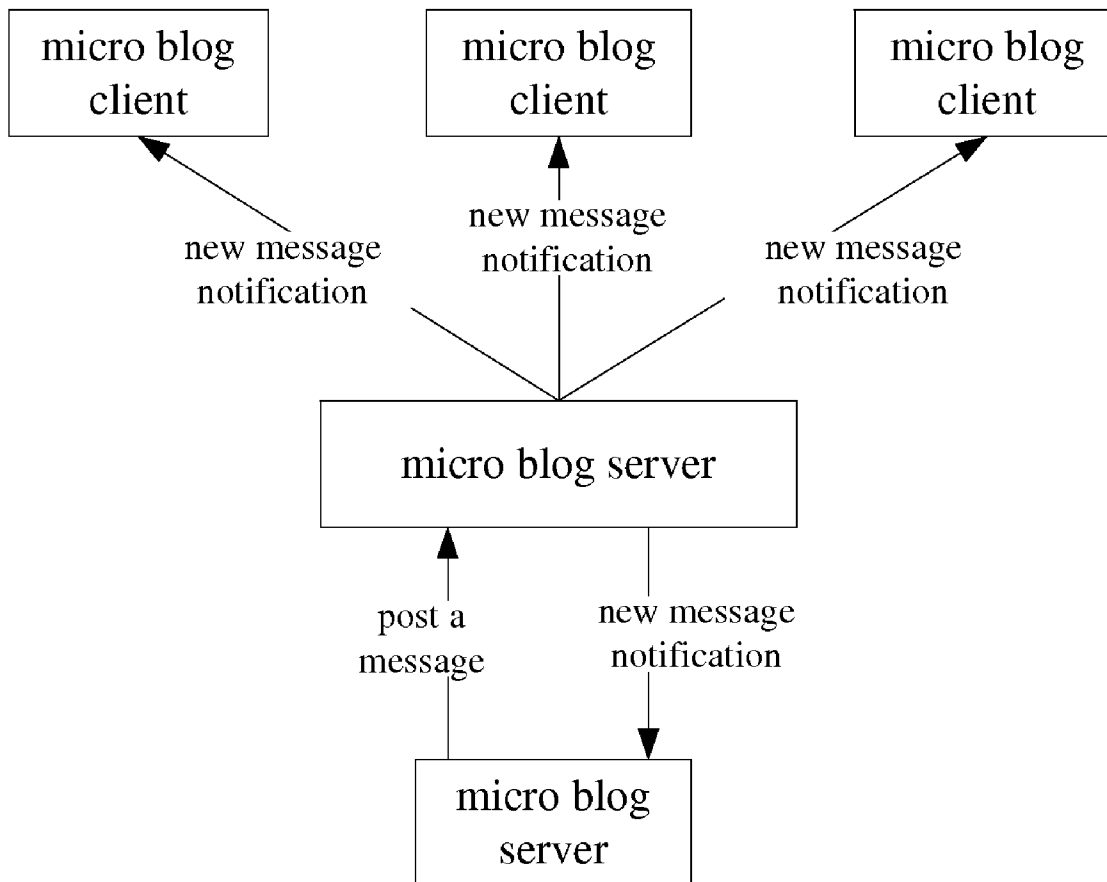 micro blog
client
micro blog
client
micro blog
client
new message
notification
new message
notification
new message
notification
micro blog server
post a
message
new message
notification
micro blog
server